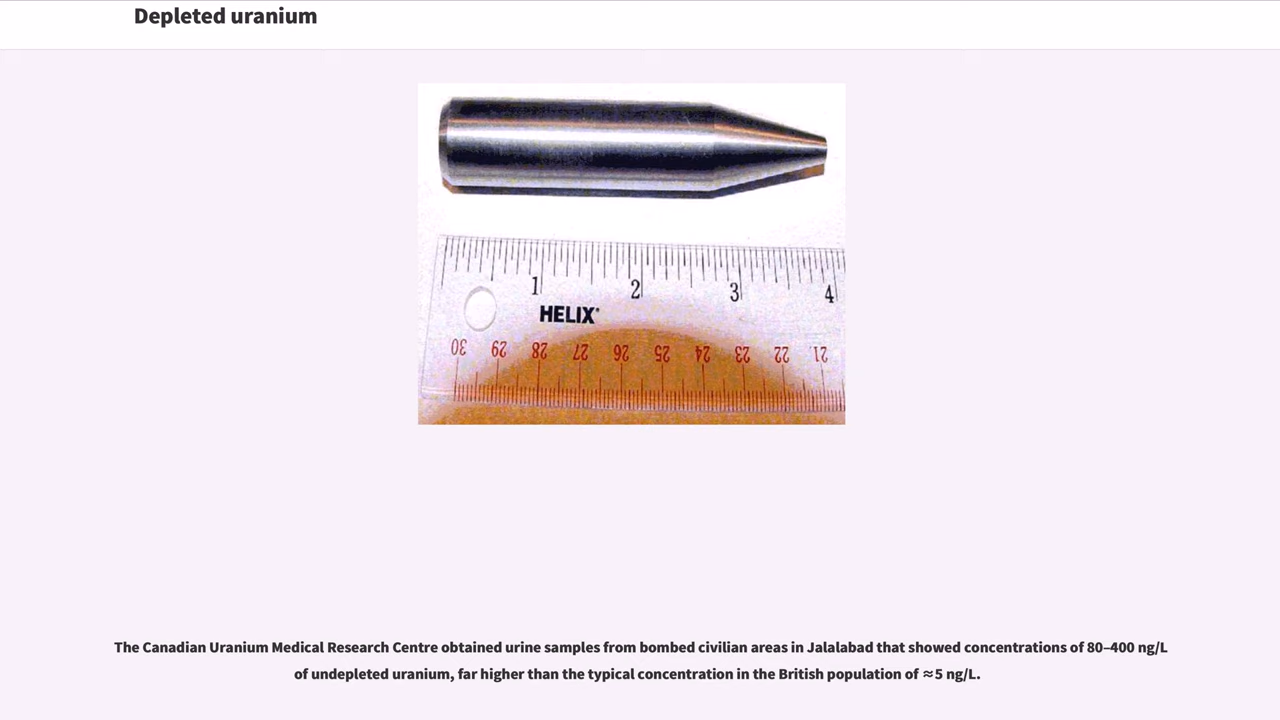 Depleted uranium
1 2 3 4
HELIX®
30 29 28 27 26 25 24 23 22 21
The Canadian Uranium Medical Research Centre obtained urine samples from bombed civilian areas in Jalalabad that showed concentrations of 80–400 ng/L
of undepleted uranium, far higher than the typical concentration in the British population of ≈5 ng/L.